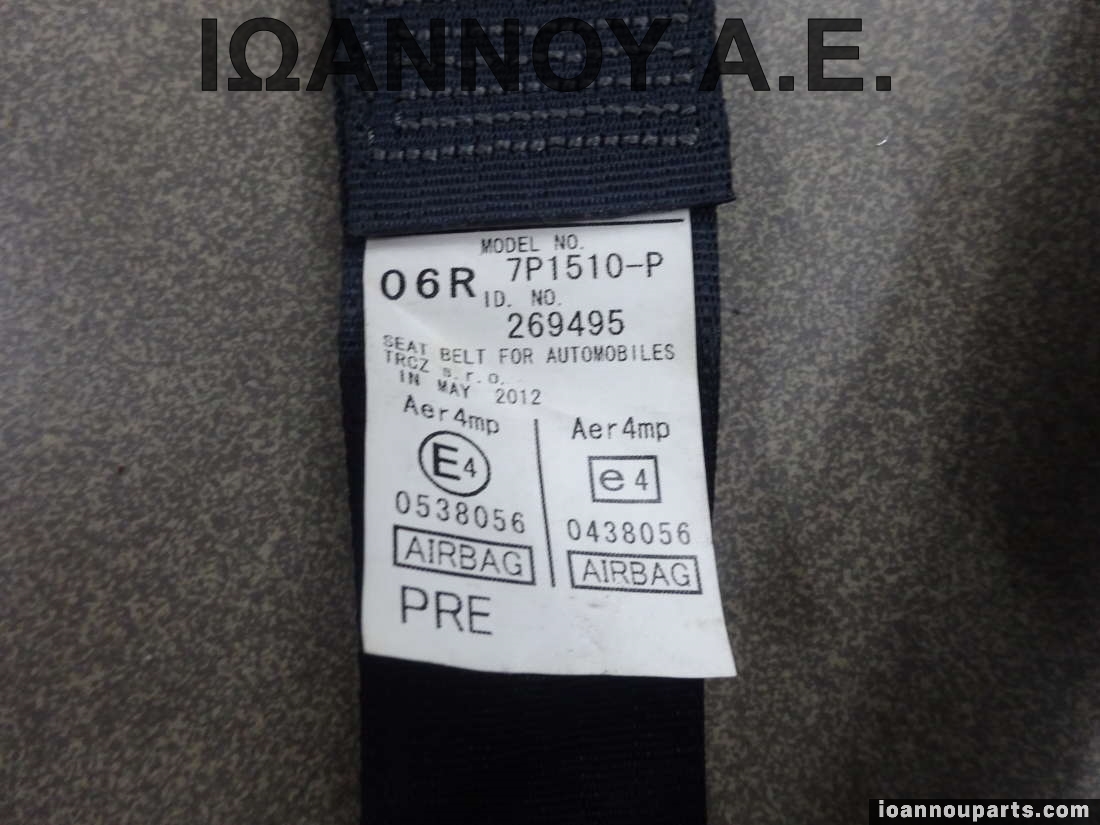 ΙΩΑΝΝΟΥ Α.Ε.
MODEL NO.
06R 7P1510-P
ID. NO.
269495
SEAT BELT FOR AUTOMOBILES
TRCZ s.r.o.
IN MAY 2012
Aer4mp
E4
0538056
AIRBAG
PRE
Aer4mp
e4
0438056
AIRBAG
ioannouparts.com